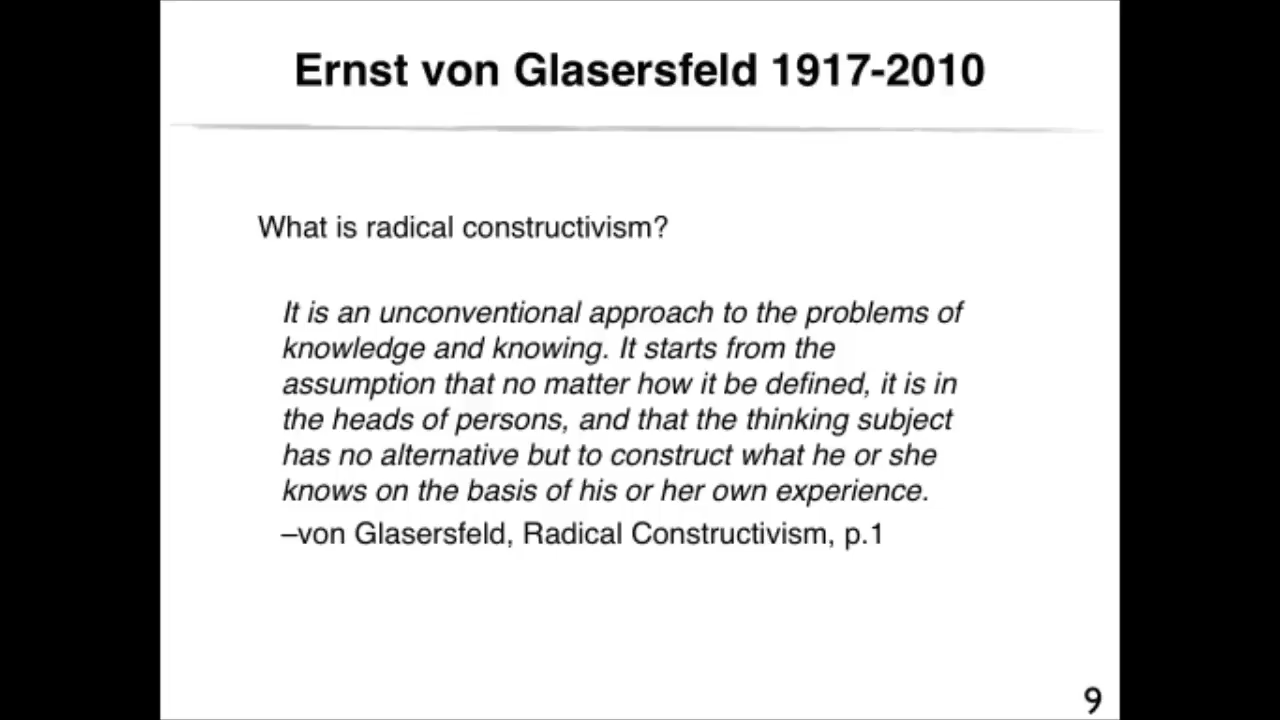 Ernst von Glasersfeld 1917-2010
What is radical constructivism?
It is an unconventional approach to the problems of
knowledge and knowing. It starts from the
assumption that no matter how it be defined, it is in
the heads of persons, and that the thinking subject
has no alternative but to construct what he or she
knows on the basis of his or her own experience.
–von Glasersfeld, Radical Constructivism, p.1
9